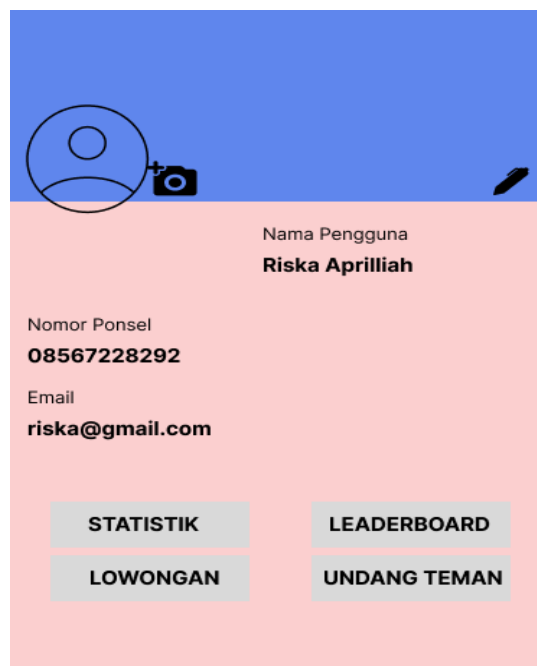 Nama Pengguna
Riska Aprilliah
Nomor Ponsel
08567228292
Email
riska@gmail.com
STATISTIK
LEADERBOARD
LOWONGAN
UNDANG TEMAN